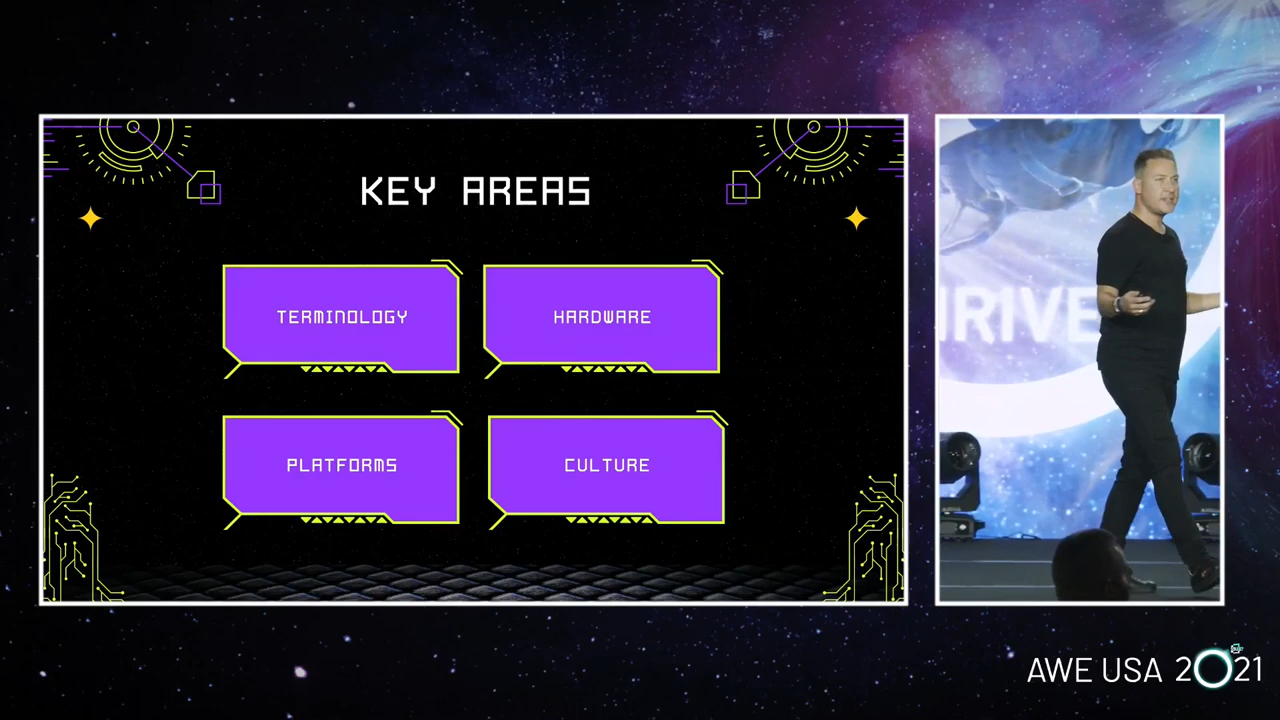 KEY AREAS
TERMINOLOGY
HARDWARE
PLATFORMS
CULTURE
AWE USA 2021